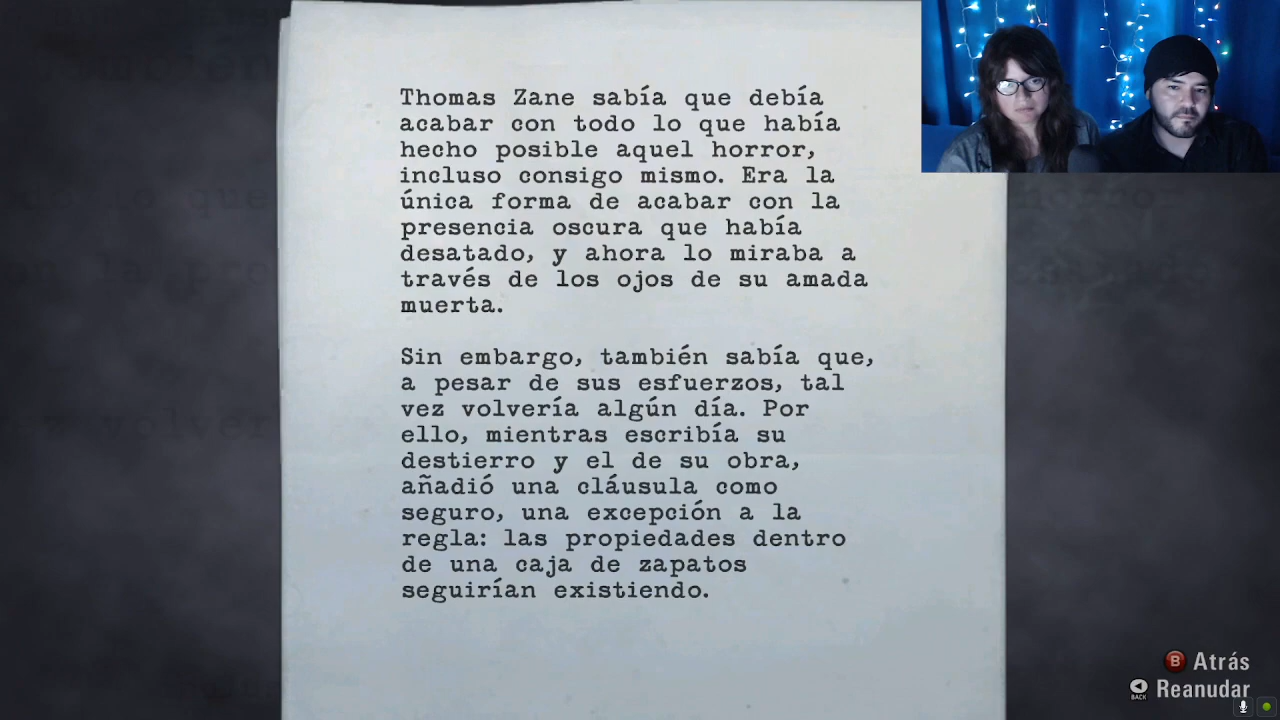 Thomas Zane sabía que debía
acabar con todo lo que había
hecho posible aquel horror,
incluso consigo mismo. Era la
única forma de acabar con la
presencia oscura que había
desatado, y ahora lo miraba a
través de los ojos de su amada
muerta.
Sin embargo, también sabía que,
a pesar de sus esfuerzos, tal
vez volvería algún día. Por
ello, mientras escribía su
destierro y el de su obra,
añadió una cláusula como
seguro, una excepción a la
regla: las propiedades dentro
de una caja de zapatos
seguirían existiendo.
B Atrás
BACK Reanudar